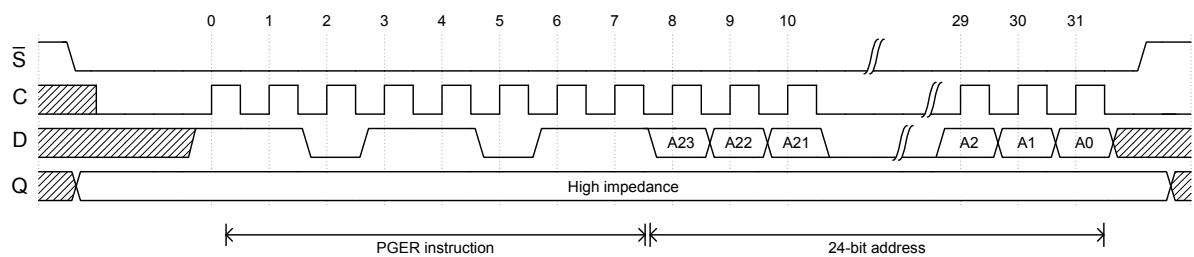 0 1 2 3 4 5 6 7 8 9 10 29 30 31
S̅
C
D A23 A22 A21 A2 A1 A0
Q High impedance
PGER instruction 24-bit address